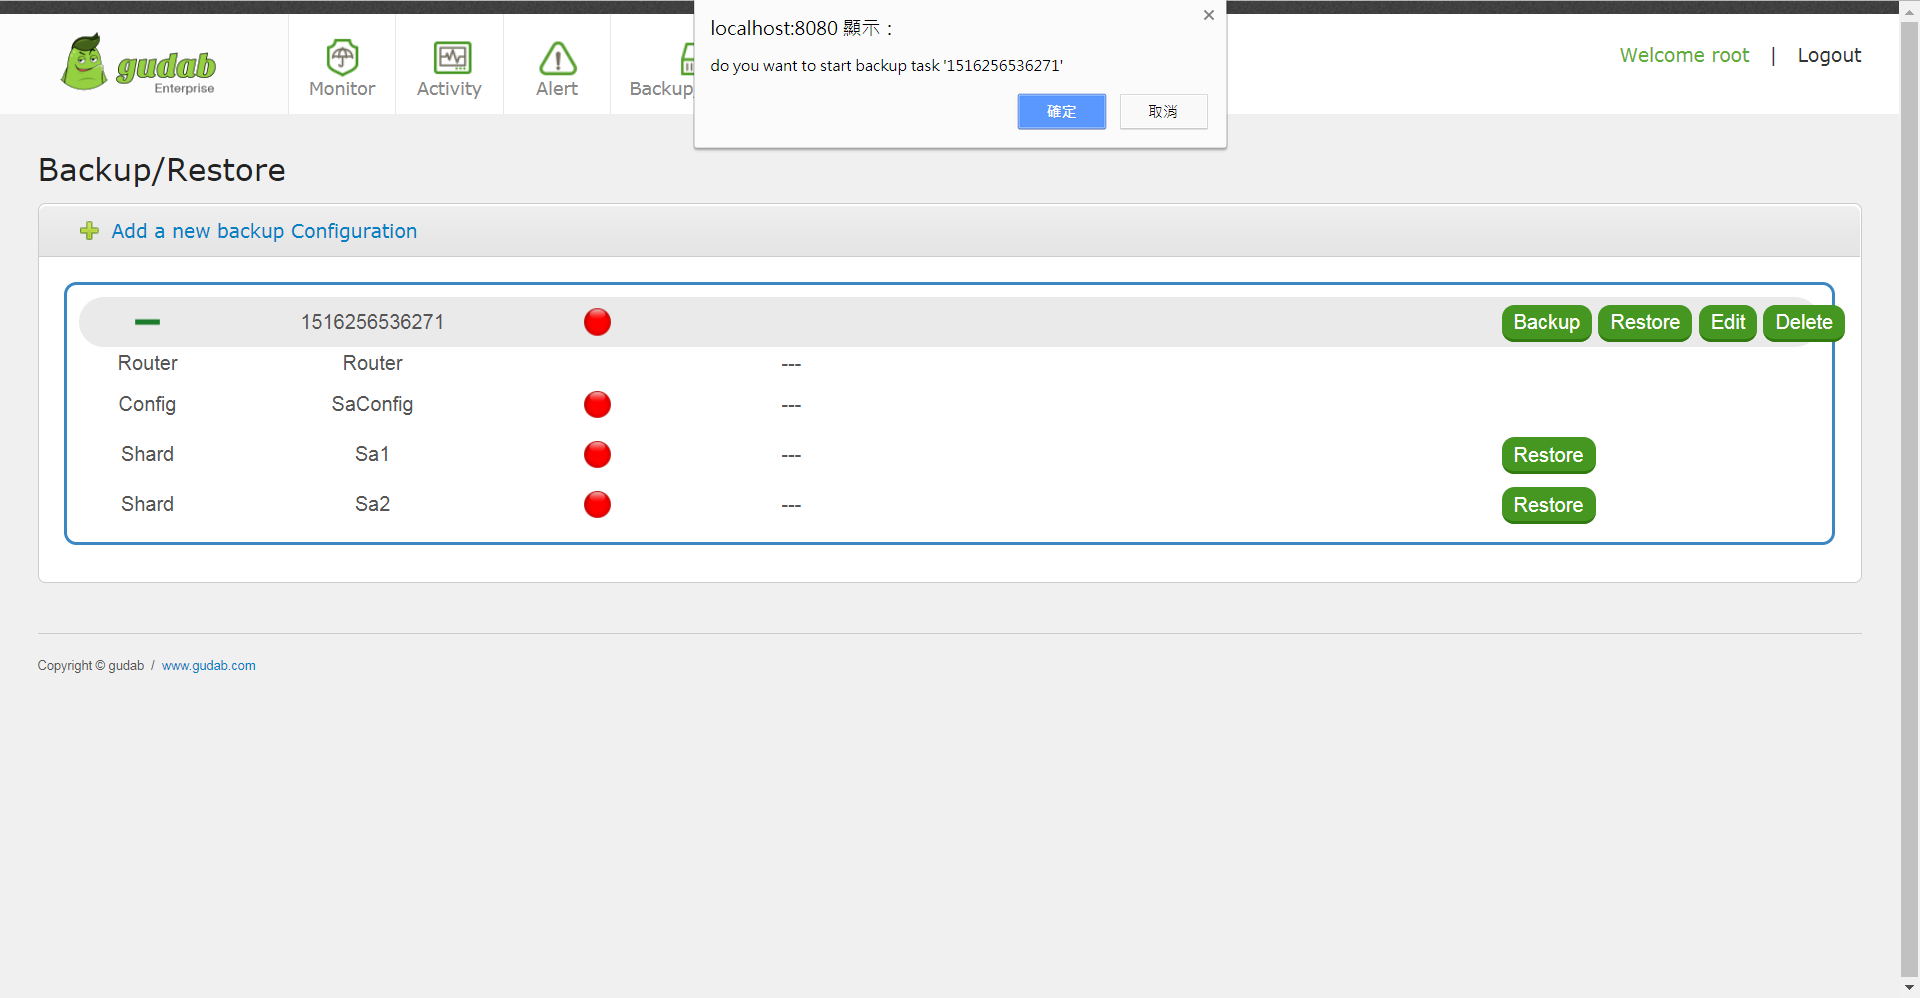 localhost:8080 顯示：
do you want to start backup task '1516256536271'
確定 取消
gudab
Enterprise
Monitor Activity Alert Backup
Welcome root | Logout
Backup/Restore
Add a new backup Configuration
1516256536271 Backup Restore Edit Delete
Router Router ---
Config SaConfig ---
Shard Sa1 --- Restore
Shard Sa2 --- Restore
Copyright © gudab / www.gudab.com